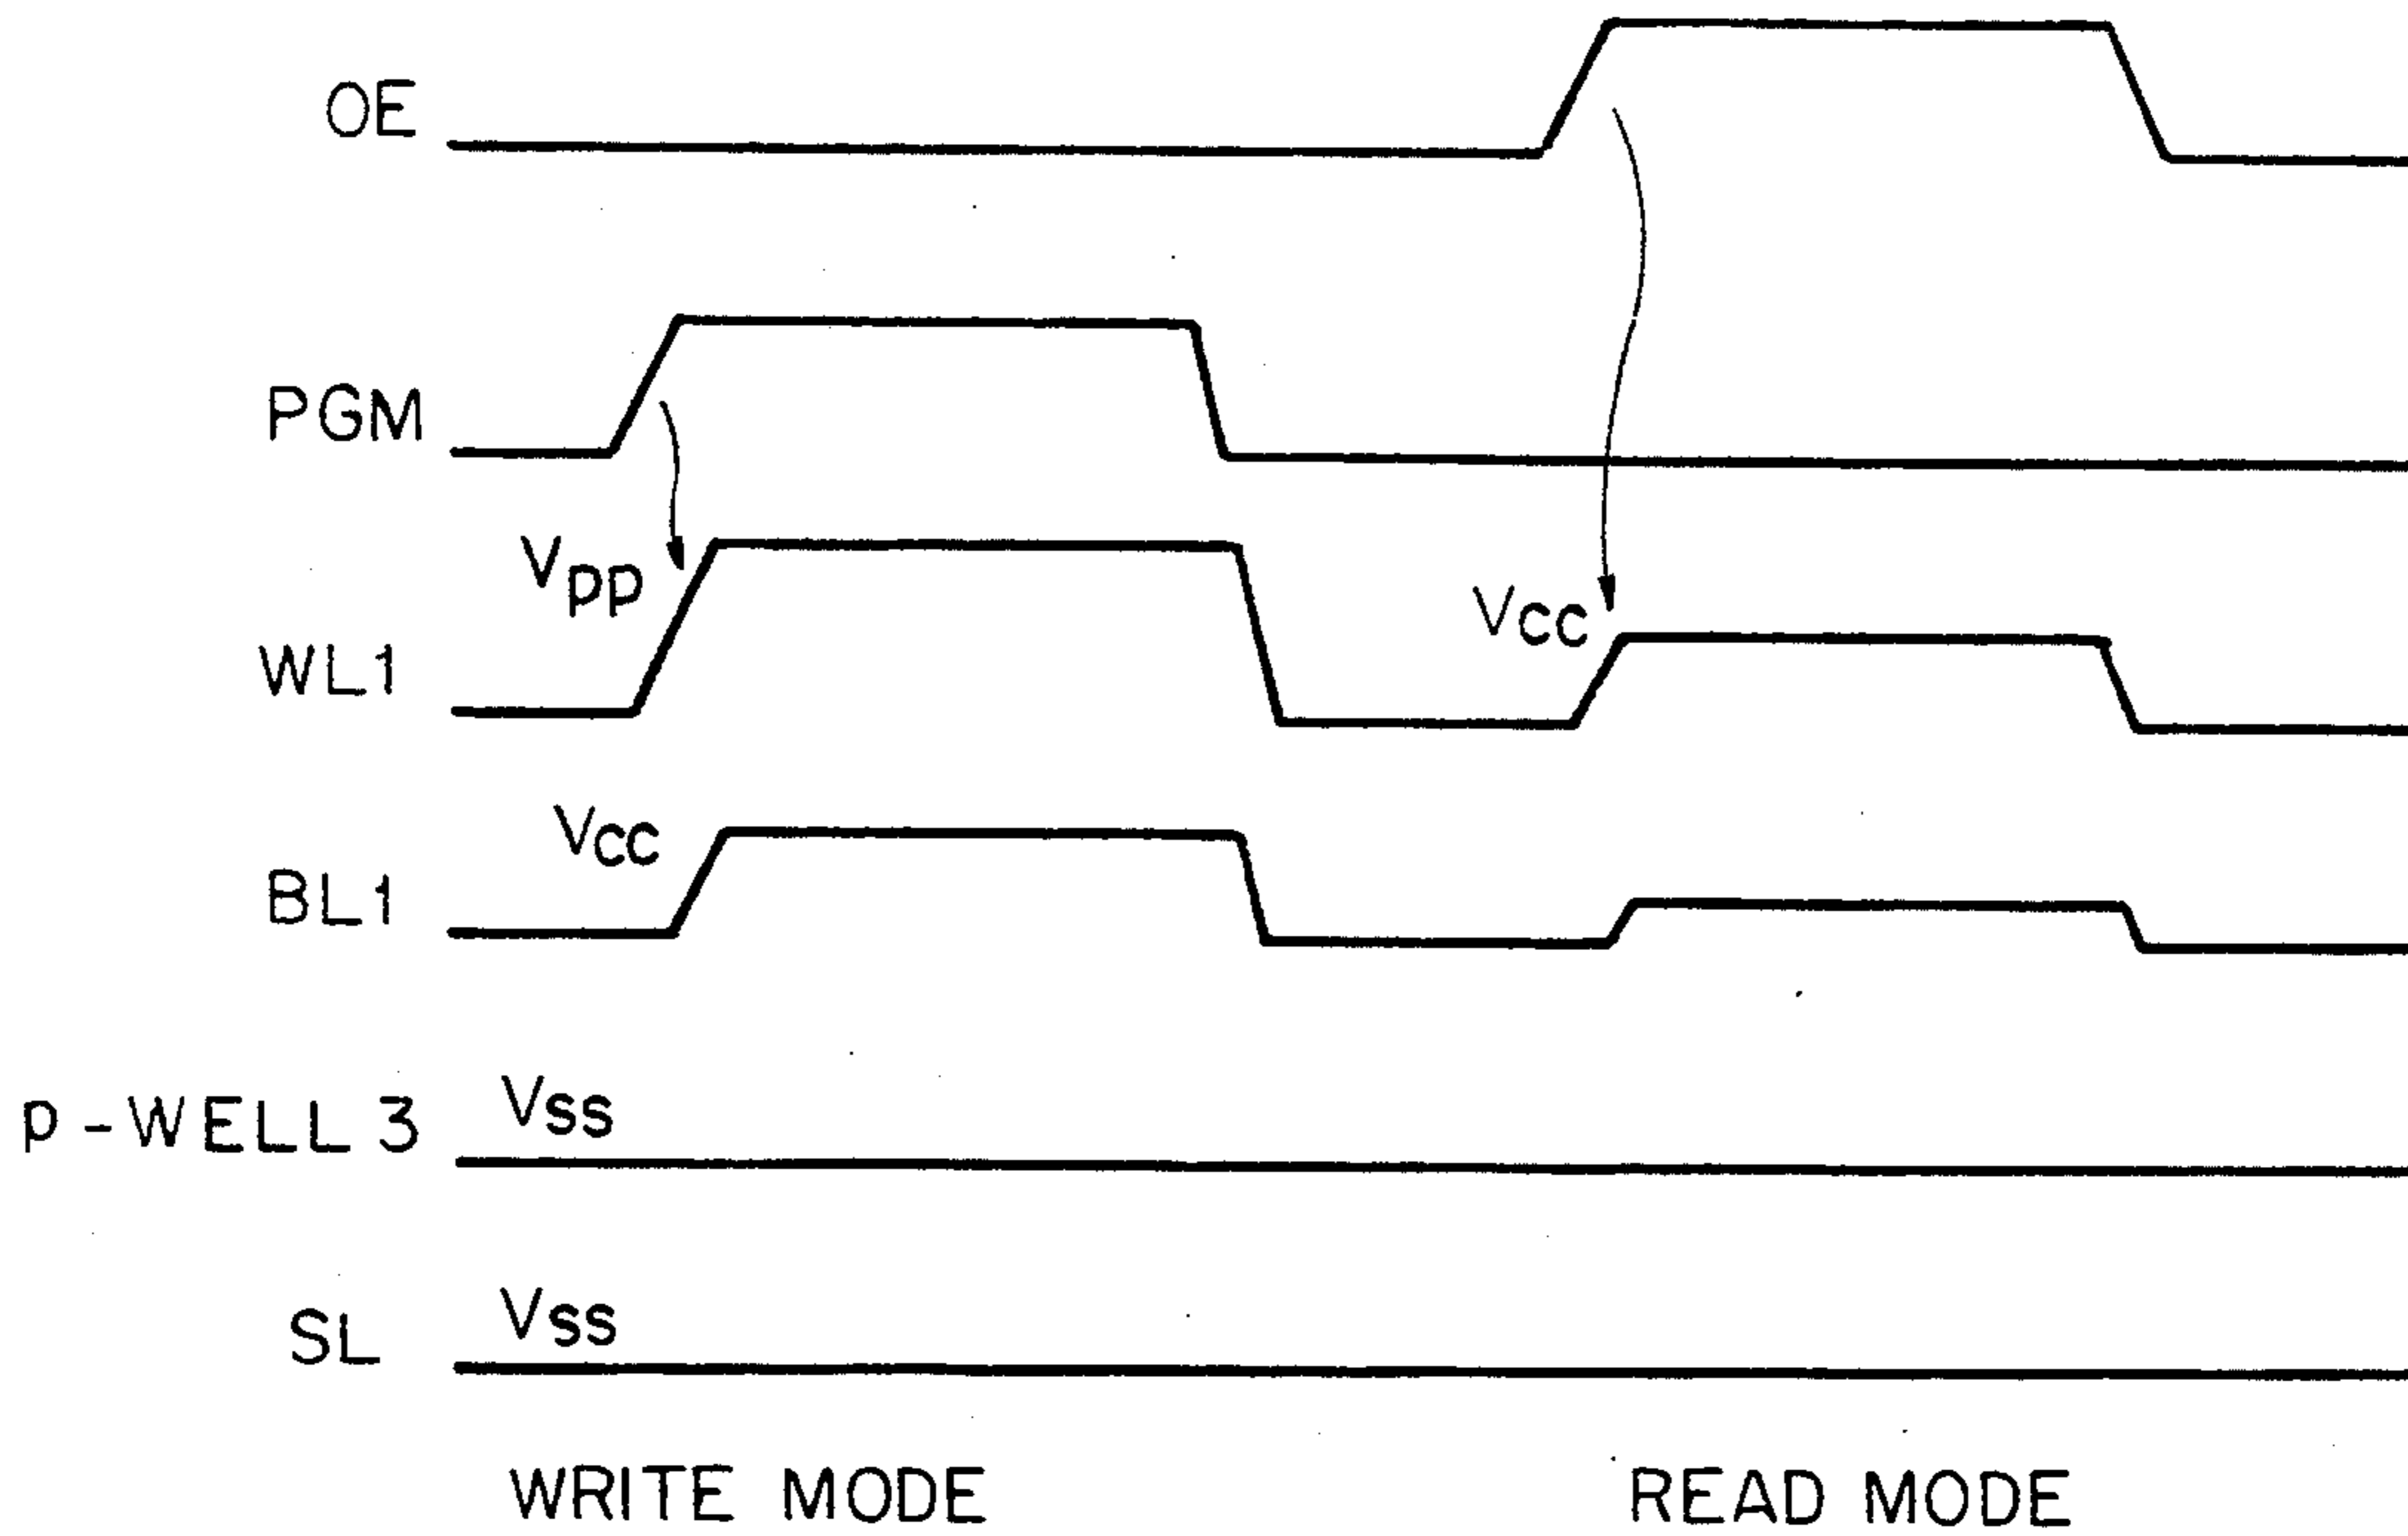 OE
PGM
Vpp
Vcc
WL1
Vcc
BL1
p-WELL 3 Vss
SL Vss
WRITE MODE READ MODE